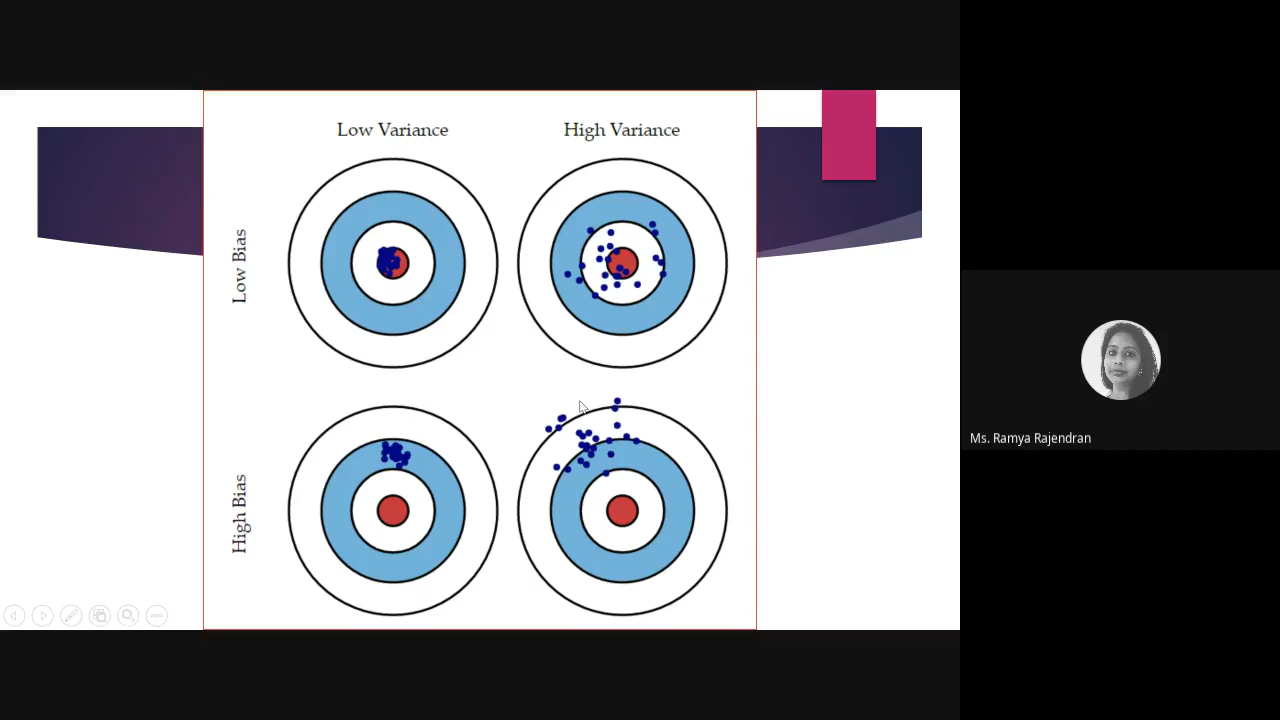 Low Variance
High Variance
Low Bias
High Bias
Ms. Ramya Rajendran